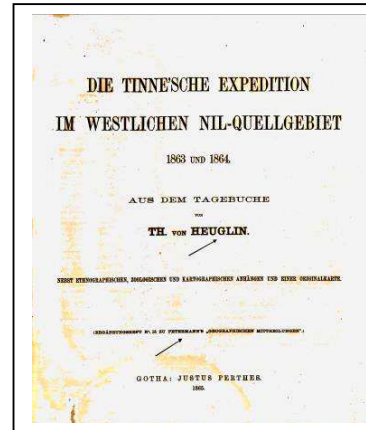 DIE TINNE'SCHE EXPEDITION
IM WESTLICHEN NIL-QUELLGEBIET
1863 UND 1864.
AUS DEM TAGEBUCHE
VON
TH. VON HEUGLIN.
NEBST ETHNOGRAPHISCHEN, ZOOLOGISCHEN UND KARTOGRAPHISCHEN ANHÄNGEN UND EINER ORIGINALKARTE.
(ERGÄNZUNGSHEFT No. 15 ZU PETERMANN'S „GEOGRAPHISCHEN MITTHEILUNGEN".)
GOTHA: JUSTUS PERTHES.
1865.